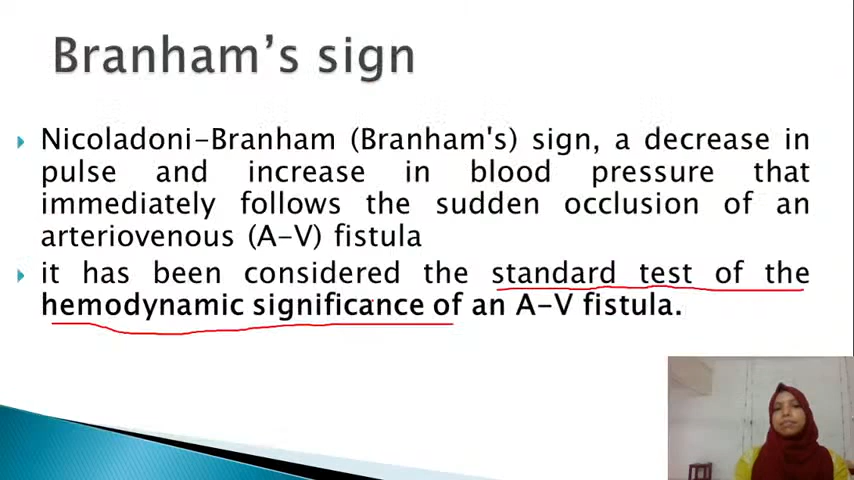 Branham's sign
Nicoladoni-Branham (Branham's) sign, a decrease in
pulse and increase in blood pressure that
immediately follows the sudden occlusion of an
arteriovenous (A-V) fistula
it has been considered the standard test of the
hemodynamic significance of an A-V fistula.